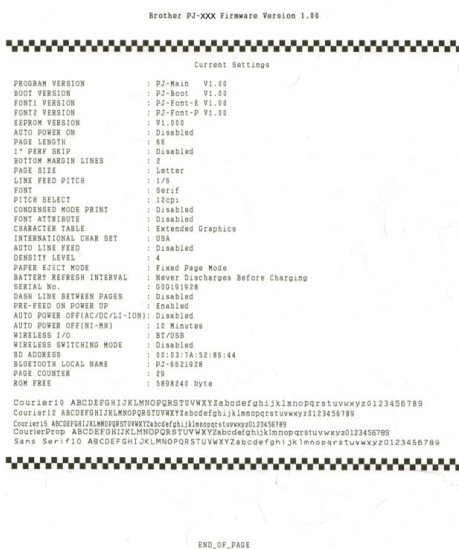 Brother PJ-XXX Firmware Version 1.00
Current Settings
PROGRAM VERSION : PJ-Main V1.00
BOOT VERSION : PJ-Boot V1.00
FONT1 VERSION : PJ-Font-E V1.00
FONT2 VERSION : PJ-Font-P V1.00
EEPROM VERSION : V1.000
AUTO POWER ON : Disabled
PAGE LENGTH : 66
1" PERF SKIP : Disabled
BOTTOM MARGIN LINES : 2
PAGE SIZE : Letter
LINE FEED PITCH : 1/6
FONT : Serif
PITCH SELECT : 12cpi
CONDENSED MODE PRINT : Disabled
FONT ATTRIBUTE : Disabled
CHARACTER TABLE : Extended Graphics
INTERNATIONAL CHAR SET : USA
AUTO LINE FEED : Disabled
DENSITY LEVEL : 4
PAPER EJECT MODE : Fixed Page Mode
BATTERY REFRESH INTERVAL : Never Discharges Before Charging
SERIAL No. : G0G191928
DASH LINE BETWEEN PAGES : Disabled
PRE-FEED ON POWER UP : Enabled
AUTO POWER OFF(AC/DC/LI-ION): Disabled
AUTO POWER OFF(NI-MH) : 10 Minutes
WIRELESS I/O : BT/USB
WIRELESS SWITCHING MODE : Disabled
BD ADDRESS : 00:03:7A:52:86:44
BLUETOOTH LOCAL NAME : PJ-6621928
PAGE COUNTER : 29
ROM FREE : 5898240 byte
Courier10 ABCDEFGHIJKLMNOPQRSTUVWXYZabcdefghijklmnopqrstuvwxyz0123456789
Courier12 ABCDEFGHIJKLMNOPQRSTUVWXYZabcdefghijklmnopqrstuvwxyz0123456789
Courier15 ABCDEFGHIJKLMNOPQRSTUVWXYZabcdefghijklmnopqrstuvwxyz0123456789
CourierProp ABCDEFGHIJKLMNOPQRSTUVWXYZabcdefghijklmnopqrstuvwxyz0123456789
Sans Serif10 ABCDEFGHIJKLMNOPQRSTUVWXYZabcdefghijklmnopqrstuvwxyz0123456789
END_OF_PAGE